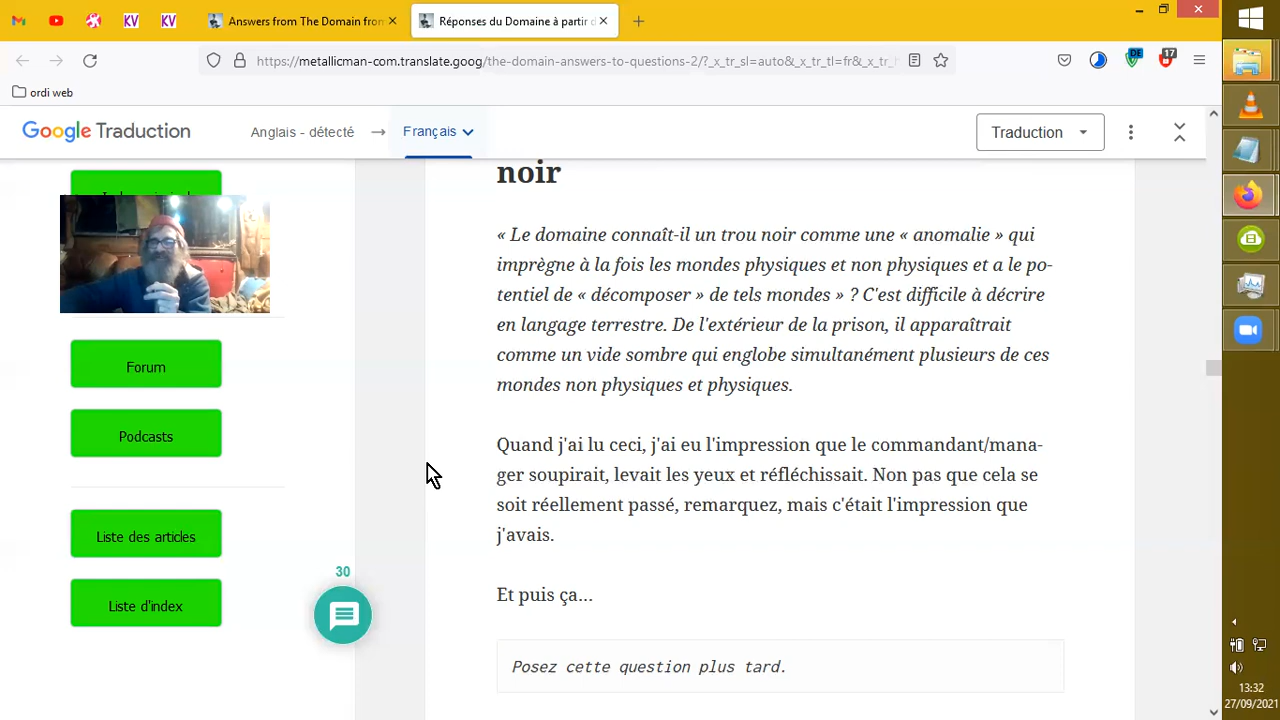 Answers from The Domain from
Réponses du Domaine à partir d
https://metallicman-com.translate.goog/the-domain-answers-to-questions-2/?_x_tr_sl=auto&_x_tr_tl=fr&_x_tr_h
DE
17
ordi web
Google Traduction
Anglais - détecté
Français
Traduction
noir
« Le domaine connaît-il un trou noir comme une « anomalie » qui
imprègne à la fois les mondes physiques et non physiques et a le po-
tentiel de « décomposer » de tels mondes » ? C'est difficile à décrire
en langage terrestre. De l'extérieur de la prison, il apparaîtrait
comme un vide sombre qui englobe simultanément plusieurs de ces
mondes non physiques et physiques.
Forum
Podcasts
Quand j'ai lu ceci, j'ai eu l'impression que le commandant/mana-
ger soupirait, levait les yeux et réfléchissait. Non pas que cela se
soit réellement passé, remarquez, mais c'était l'impression que
j'avais.
Liste des articles
30
Liste d'index
Et puis ça...
Posez cette question plus tard.
13:32
27/09/2021